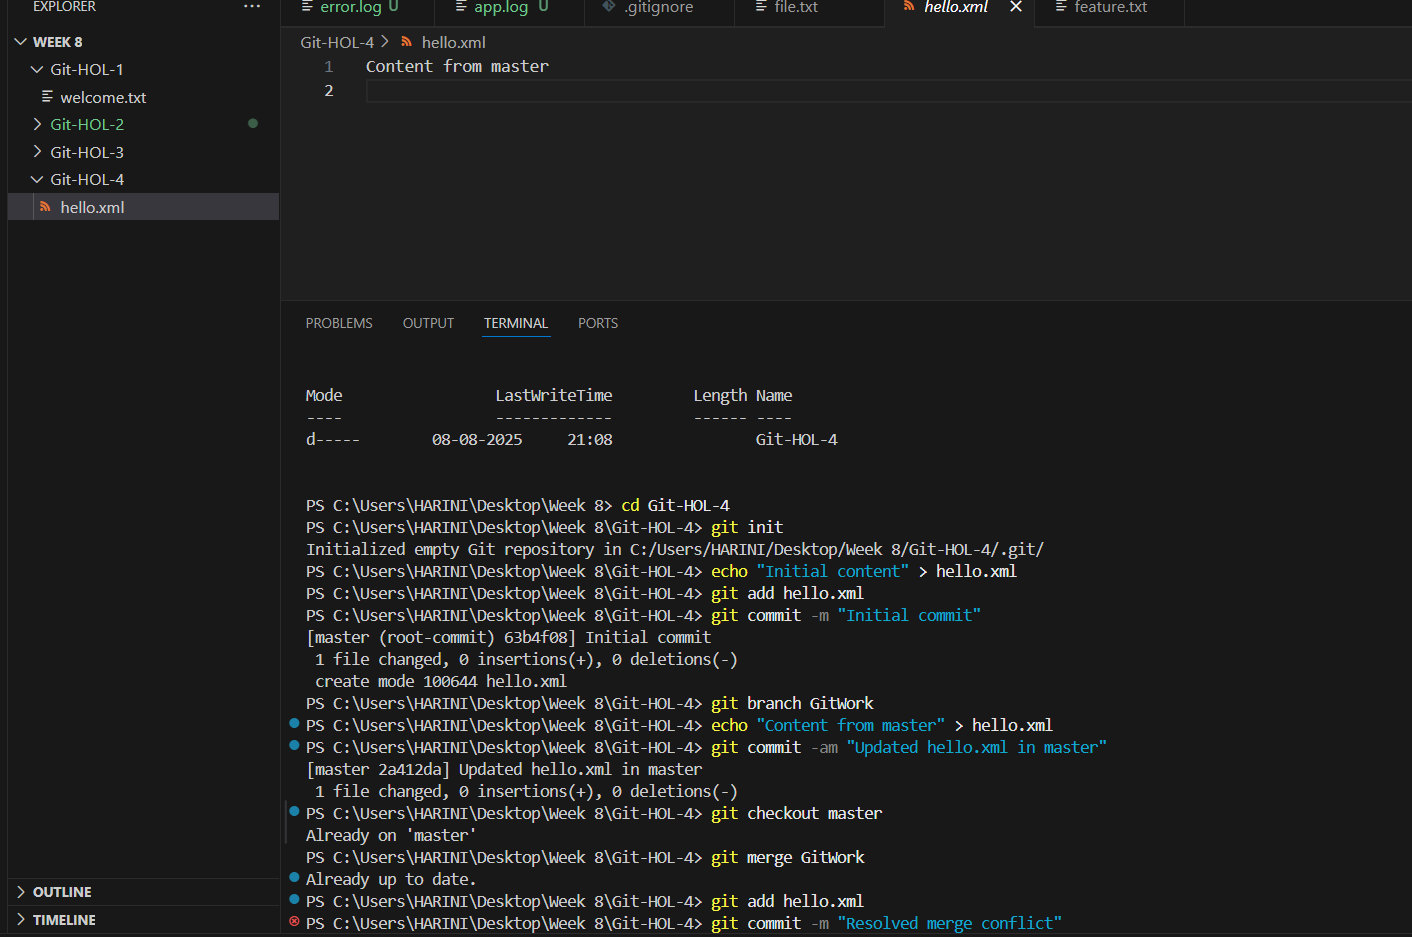 EXPLORER ...
error.log U app.log U .gitignore file.txt hello.xml feature.txt
WEEK 8
Git-HOL-1
welcome.txt
Git-HOL-2
Git-HOL-3
Git-HOL-4
hello.xml
OUTLINE
TIMELINE
Git-HOL-4 > hello.xml
1 Content from master
2
PROBLEMS OUTPUT TERMINAL PORTS
Mode LastWriteTime Length Name
---- ------------- ------ ----
d----- 08-08-2025 21:08 Git-HOL-4
PS C:\Users\HARINI\Desktop\Week 8> cd Git-HOL-4
PS C:\Users\HARINI\Desktop\Week 8\Git-HOL-4> git init
Initialized empty Git repository in C:/Users/HARINI/Desktop/Week 8/Git-HOL-4/.git/
PS C:\Users\HARINI\Desktop\Week 8\Git-HOL-4> echo "Initial content" > hello.xml
PS C:\Users\HARINI\Desktop\Week 8\Git-HOL-4> git add hello.xml
PS C:\Users\HARINI\Desktop\Week 8\Git-HOL-4> git commit -m "Initial commit"
[master (root-commit) 63b4f08] Initial commit
 1 file changed, 0 insertions(+), 0 deletions(-)
 create mode 100644 hello.xml
PS C:\Users\HARINI\Desktop\Week 8\Git-HOL-4> git branch GitWork
PS C:\Users\HARINI\Desktop\Week 8\Git-HOL-4> echo "Content from master" > hello.xml
PS C:\Users\HARINI\Desktop\Week 8\Git-HOL-4> git commit -am "Updated hello.xml in master"
[master 2a412da] Updated hello.xml in master
 1 file changed, 0 insertions(+), 0 deletions(-)
PS C:\Users\HARINI\Desktop\Week 8\Git-HOL-4> git checkout master
Already on 'master'
PS C:\Users\HARINI\Desktop\Week 8\Git-HOL-4> git merge GitWork
Already up to date.
PS C:\Users\HARINI\Desktop\Week 8\Git-HOL-4> git add hello.xml
PS C:\Users\HARINI\Desktop\Week 8\Git-HOL-4> git commit -m "Resolved merge conflict"